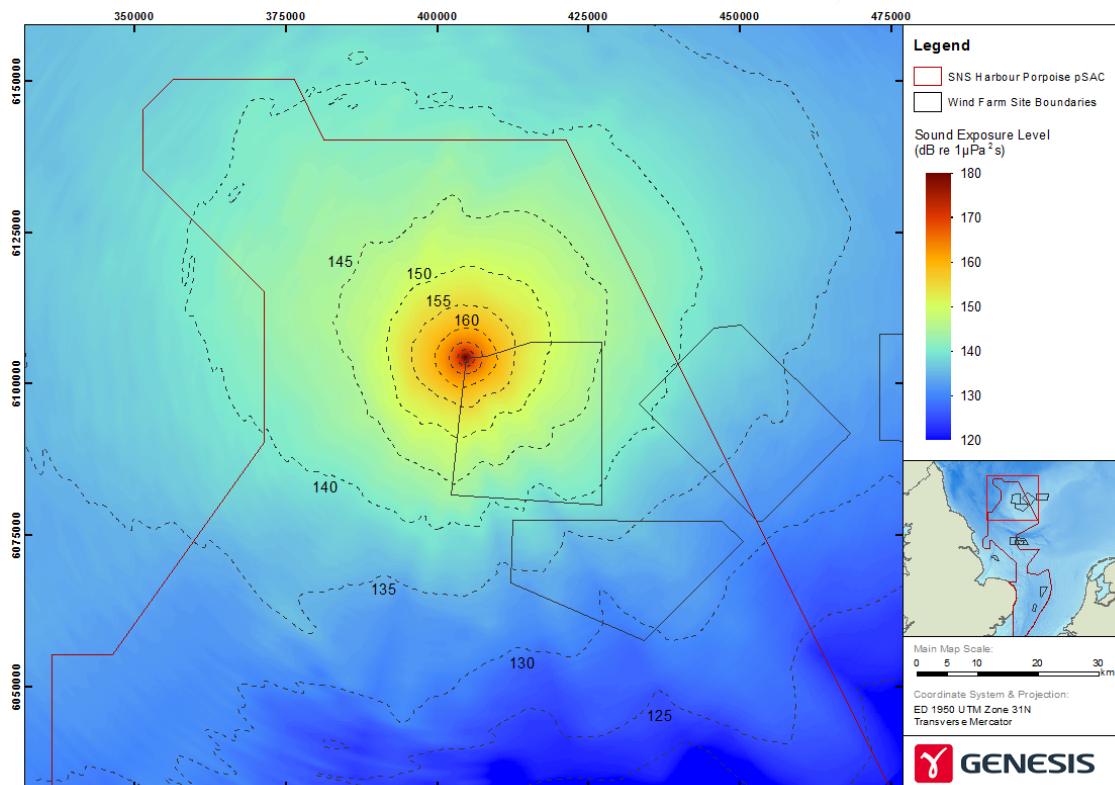 350000 375000 400000 425000 450000 475000
6150000
6125000
6100000
6075000
6050000
145
150
155
160
140
135
130
125
Legend
SNS Harbour Porpoise pSAC
Wind Farm Site Boundaries
Sound Exposure Level
(dB re 1µPa²s)
180
170
160
150
140
130
120
Main Map Scale:
0 5 10 20 30
km
Coordinate System & Projection:
ED 1950 UTM Zone 31N
Transverse Mercator
GENESIS